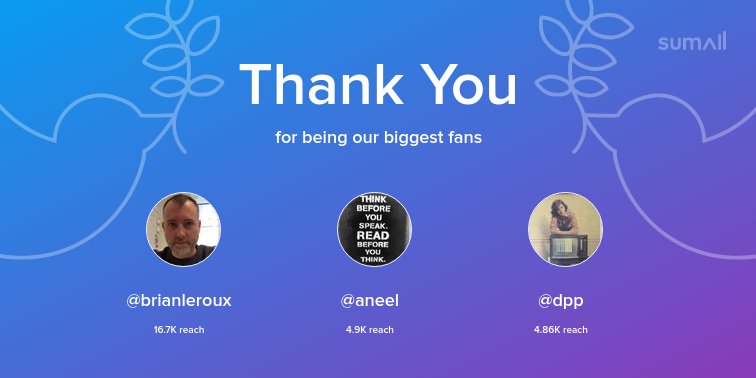 sumall
Thank You
for being our biggest fans
THINK
BEFORE
YOU
SPEAK.
READ
BEFORE
YOU
THINK.
@brianleroux
@aneel
@dpp
16.7K reach
4.9K reach
4.86K reach